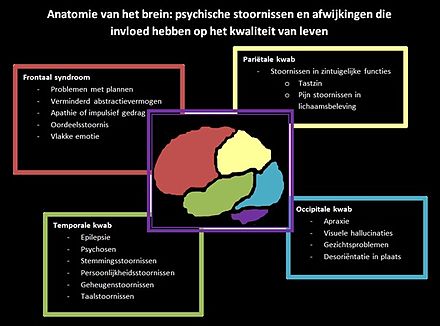 Anatomie van het brein: psychische stoornissen en afwijkingen die
invloed hebben op het kwaliteit van leven
Frontaal syndroom
- Problemen met plannen
- Verminderd abstractievermogen
- Apathie of impulsief gedrag
- Oordeelsstoornis
- Vlakke emotie
Pariëtale kwab
- Stoornissen in zintuigelijke functies
o Tastzin
o Pijn stoornissen in
lichaamsbeleving
Temporale kwab
- Epilepsie
- Psychosen
- Stemmingsstoornissen
- Persoonlijkheidsstoornissen
- Geheugenstoornissen
- Taalstoornissen
Occipitale kwab
- Apraxie
- Visuele hallucinaties
- Gezichtsproblemen
- Desoriëntatie in plaats